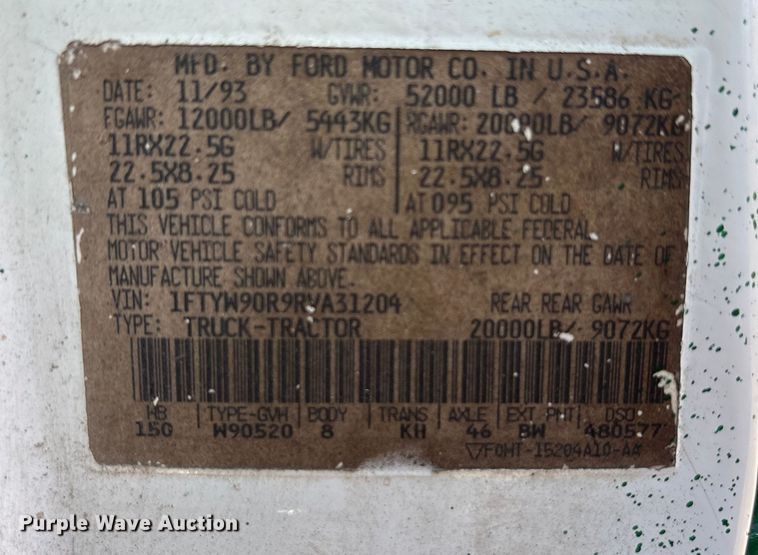 MFD. BY FORD MOTOR CO. IN U.S.A.
DATE: 11/93 GVWR: 52000 LB / 23586 KG
FGAWR: 12000LB/ 5443KG RGAWR: 20000LB/ 9072KG
11RX22.5G W/TIRES 11RX22.5G W/TIRES
22.5X8.25 RIMS 22.5X8.25 RIMS
AT 105 PSI COLD AT 095 PSI COLD
THIS VEHICLE CONFORMS TO ALL APPLICABLE FEDERAL
MOTOR VEHICLE SAFETY STANDARDS IN EFFECT ON THE DATE OF
MANUFACTURE SHOWN ABOVE.
VIN: 1FTYW90R9RVA31204 REAR REAR GAWR
TYPE: TRUCK-TRACTOR 20000LB/ 9072KG
WB TYPE-GVW BODY TRANS AXLE EXT PNT DSO
150 W90520 8 KH 46 BW 480577
F0HT-15204A10-AA
Purple Wave Auction